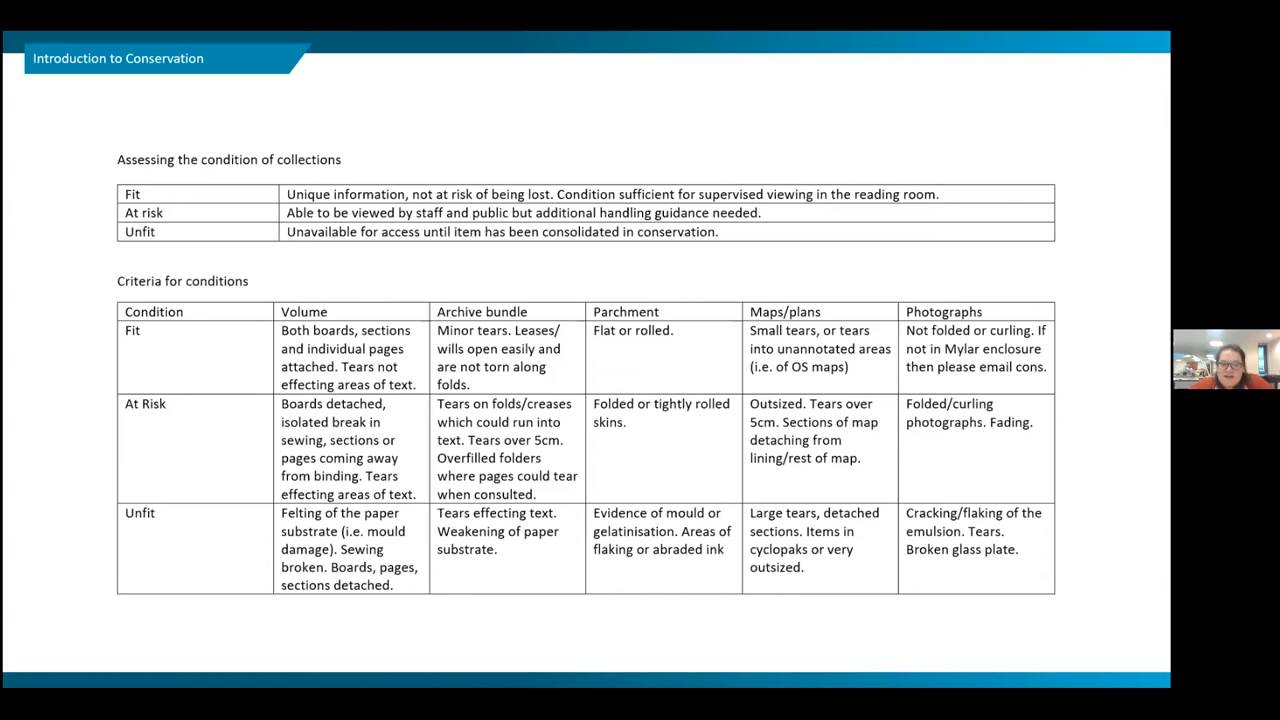 Introduction to Conservation
Assessing the condition of collections
Fit
Unique information, not at risk of being lost. Condition sufficient for supervised viewing in the reading room.
At risk
Able to be viewed by staff and public but additional handling guidance needed.
Unfit
Unavailable for access until item has been consolidated in conservation.
Criteria for conditions
Condition
Volume
Archive bundle
Parchment
Maps/plans
Photographs
Fit
Both boards, sections
and individual pages
attached. Tears not
effecting areas of text.
Minor tears. Leases/
wills open easily and
are not torn along
folds.
Flat or rolled.
Small tears, or tears
into unannotated areas
(i.e. of OS maps)
Not folded or curling. If
not in Mylar enclosure
then please email cons.
At Risk
Boards detached,
isolated break in
sewing, sections or
pages coming away
from binding. Tears
effecting areas of text.
Tears on folds/creases
which could run into
text. Tears over 5cm.
Overfilled folders
where pages could tear
when consulted.
Folded or tightly rolled
skins.
Outsized. Tears over
5cm. Sections of map
detaching from
lining/rest of map.
Folded/curling
photographs. Fading.
Unfit
Felting of the paper
substrate (i.e. mould
damage). Sewing
broken. Boards, pages,
sections detached.
Tears effecting text.
Weakening of paper
substrate.
Evidence of mould or
gelatinisation. Areas of
flaking or abraded ink
Large tears, detached
sections. Items in
cyclopaks or very
outsized.
Cracking/flaking of the
emulsion. Tears.
Broken glass plate.